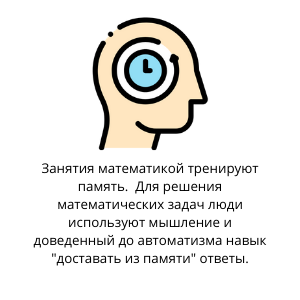 Занятия математикой тренируют
память.  Для решения
математических задач люди
используют мышление и
доведенный до автоматизма навык
"доставать из памяти" ответы.